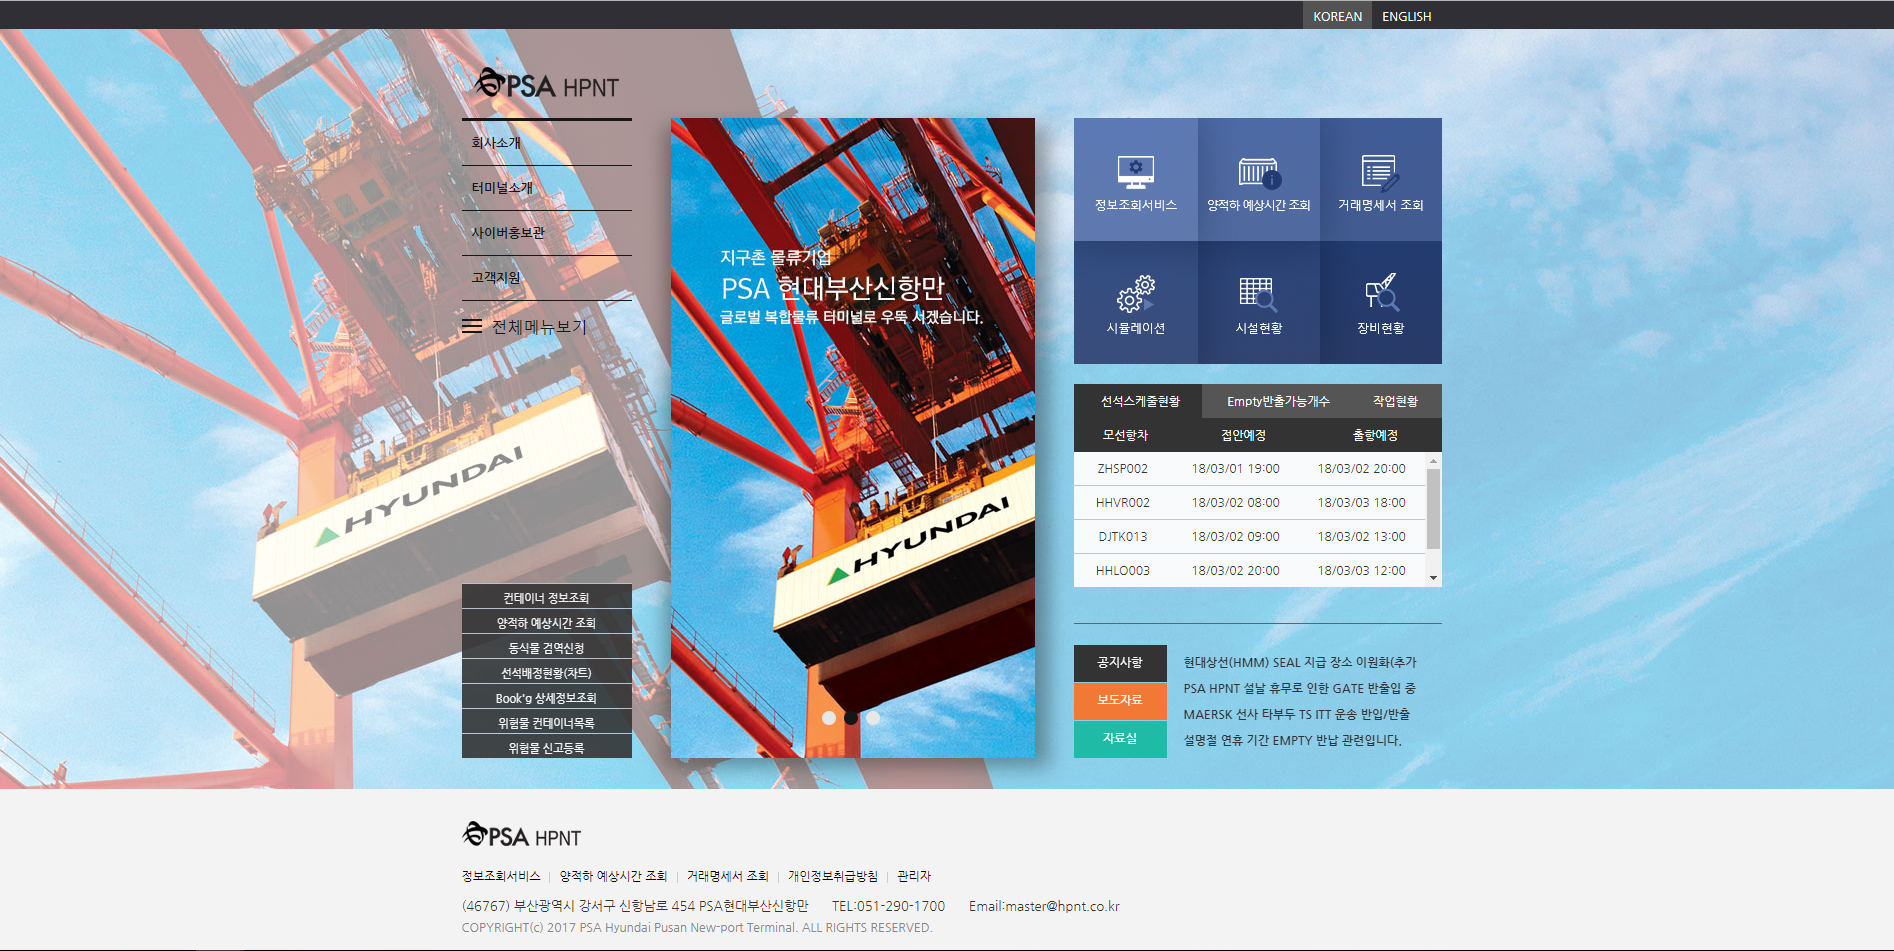 KOREAN ENGLISH
PSA HPNT
회사소개
터미널소개
사이버홍보관
고객지원
전체메뉴보기
HYUNDAI
컨테이너 정보조회
양적하 예상시간 조회
동식물 검역신청
선석배정현황(챠트)
Book'g 상세정보조회
위험물 컨테이너목록
위험물 신고등록
지구촌 물류기업
PSA 현대부산신항만
글로벌 복합물류 터미널로 우뚝 서겠습니다.
HYUNDAI
정보조회서비스 양적하 예상시간 조회 거래명세서 조회
시뮬레이션 시설현황 장비현황
선석스케줄현황 Empty반출가능개수 작업현황
모선항차 접안예정 출항예정
ZHSP002 18/03/01 19:00 18/03/02 20:00
HHVR002 18/03/02 08:00 18/03/03 18:00
DJTK013 18/03/02 09:00 18/03/02 13:00
HHLO003 18/03/02 20:00 18/03/03 12:00
공지사항
보도자료
자료실
현대상선(HMM) SEAL 지급 장소 이원화(추가
PSA HPNT 설날 휴무로 인한 GATE 반출입 중
MAERSK 선사 타부두 TS ITT 운송 반입/반출
설명절 연휴 기간 EMPTY 반납 관련입니다.
PSA HPNT
정보조회서비스 | 양적하 예상시간 조회 | 거래명세서 조회 | 개인정보취급방침 | 관리자
(46767) 부산광역시 강서구 신항남로 454 PSA현대부산신항만 TEL:051-290-1700 Email:master@hpnt.co.kr
COPYRIGHT(c) 2017 PSA Hyundai Pusan New-port Terminal. ALL RIGHTS RESERVED.